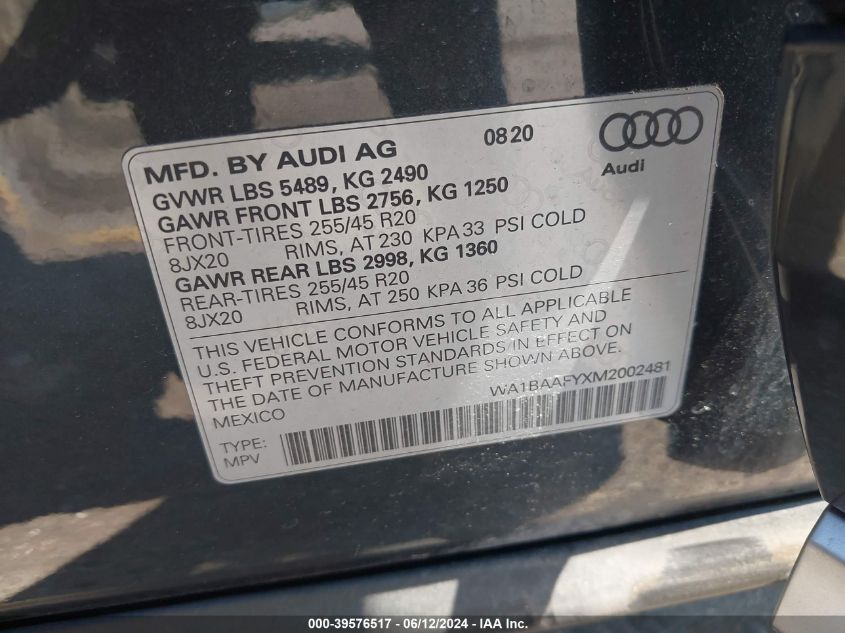 MFD. BY AUDI AG 08 20
Audi
GVWR LBS 5489, KG 2490
GAWR FRONT LBS 2756, KG 1250
FRONT-TIRES 255/45 R20
8JX20 RIMS, AT 230 KPA 33 PSI COLD
GAWR REAR LBS 2998, KG 1360
REAR-TIRES 255/45 R20
8JX20 RIMS, AT 250 KPA 36 PSI COLD
THIS VEHICLE CONFORMS TO ALL APPLICABLE
U.S. FEDERAL MOTOR VEHICLE SAFETY AND
THEFT PREVENTION STANDARDS IN EFFECT ON
THE DATE OF MANUFACTURE SHOWN ABOVE.
MEXICO WA1BAAFYXM2002481
TYPE:
MPV
000-39576517 - 06/12/2024 - IAA Inc.